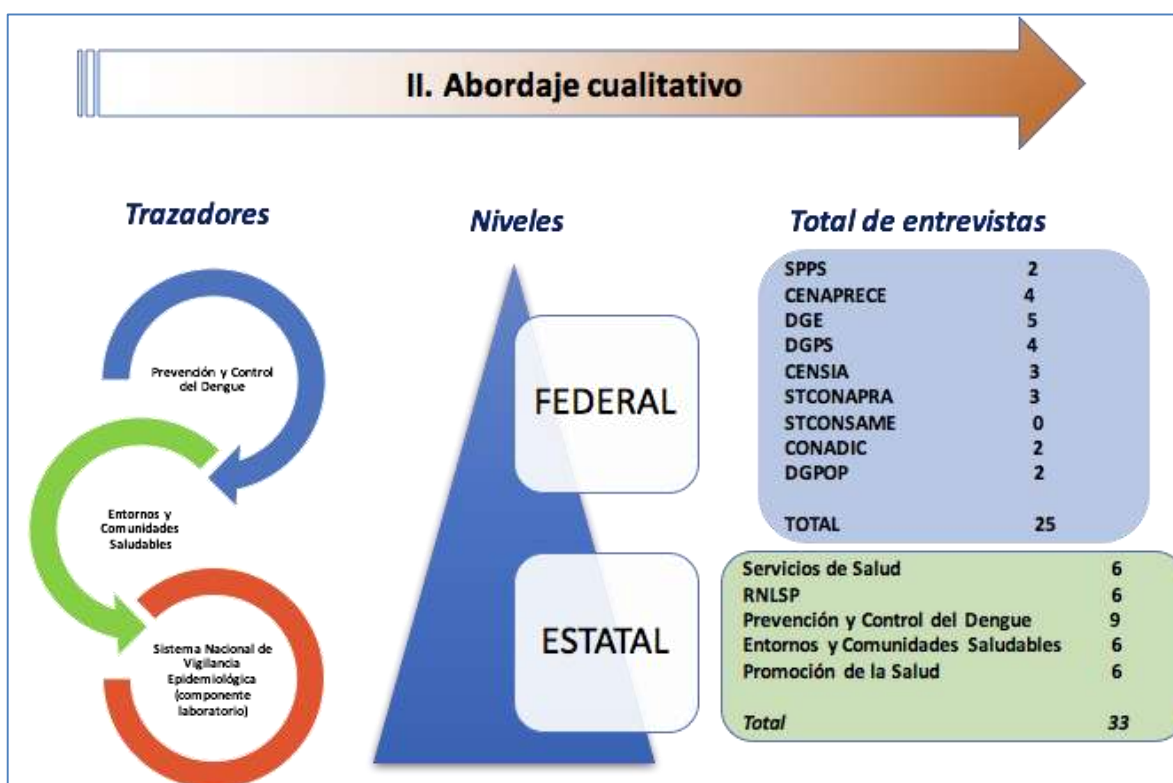 II. Abordaje cualitativo
Trazadores
Prevención y Control
del Dengue
Entornos y
Comunidades
Saludables
Sistema Nacional de
Vigilancia
Epidemiológica
(componente
laboratorio)
Niveles
FEDERAL
ESTATAL
Total de entrevistas
SPPS 2
CENAPRECE 4
DGE 5
DGPS 4
CENSIA 3
STCONAPRA 3
STCONSAME 0
CONADIC 2
DGPOP 2
TOTAL 25
Servicios de Salud 6
RNLSP 6
Prevención y Control del Dengue 9
Entornos y Comunidades Saludables 6
Promoción de la Salud 6
Total 33